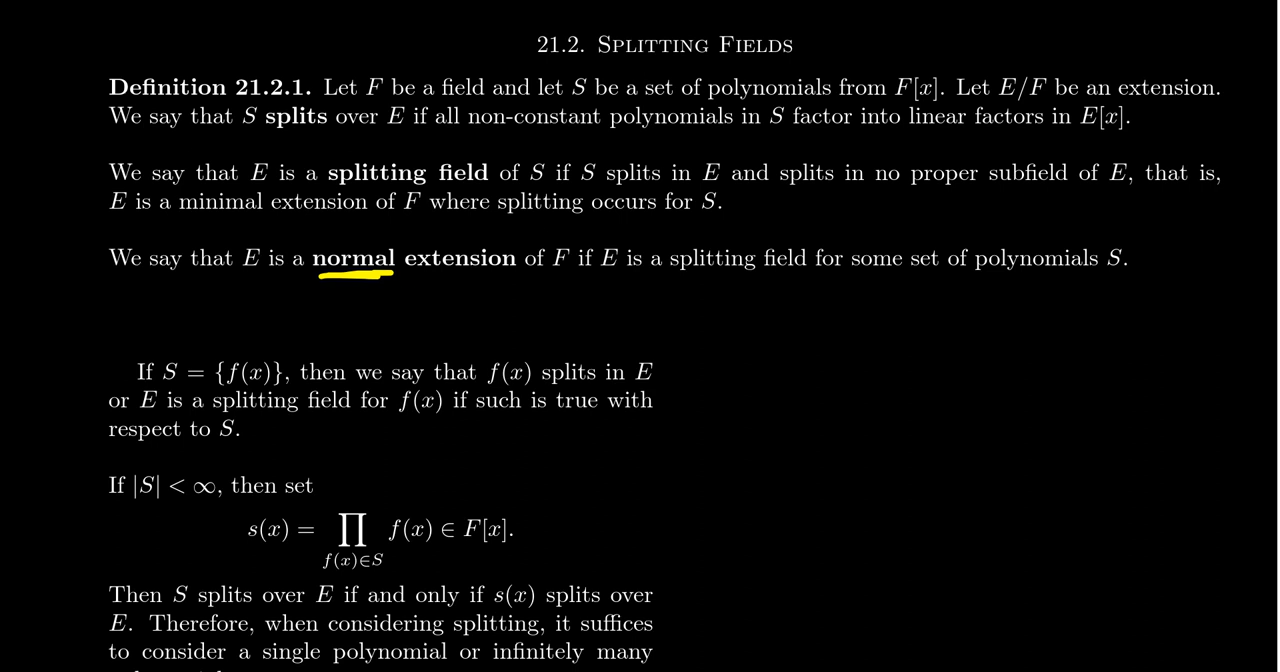 21.2. SPLITTING FIELDS
Definition 21.2.1. Let F be a field and let S be a set of polynomials from F[x]. Let E/F be an extension.
We say that S splits over E if all non-constant polynomials in S factor into linear factors in E[x].
We say that E is a splitting field of S if S splits in E and splits in no proper subfield of E, that is,
E is a minimal extension of F where splitting occurs for S.
We say that E is a normal extension of F if E is a splitting field for some set of polynomials S.
If S = {f(x)}, then we say that f(x) splits in E
or E is a splitting field for f(x) if such is true with
respect to S.
If |S| < ∞, then set
s(x) = ∏ f(x) ∈ F[x].
f(x)∈S
Then S splits over E if and only if s(x) splits over
E. Therefore, when considering splitting, it suffices
to consider a single polynomial or infinitely many